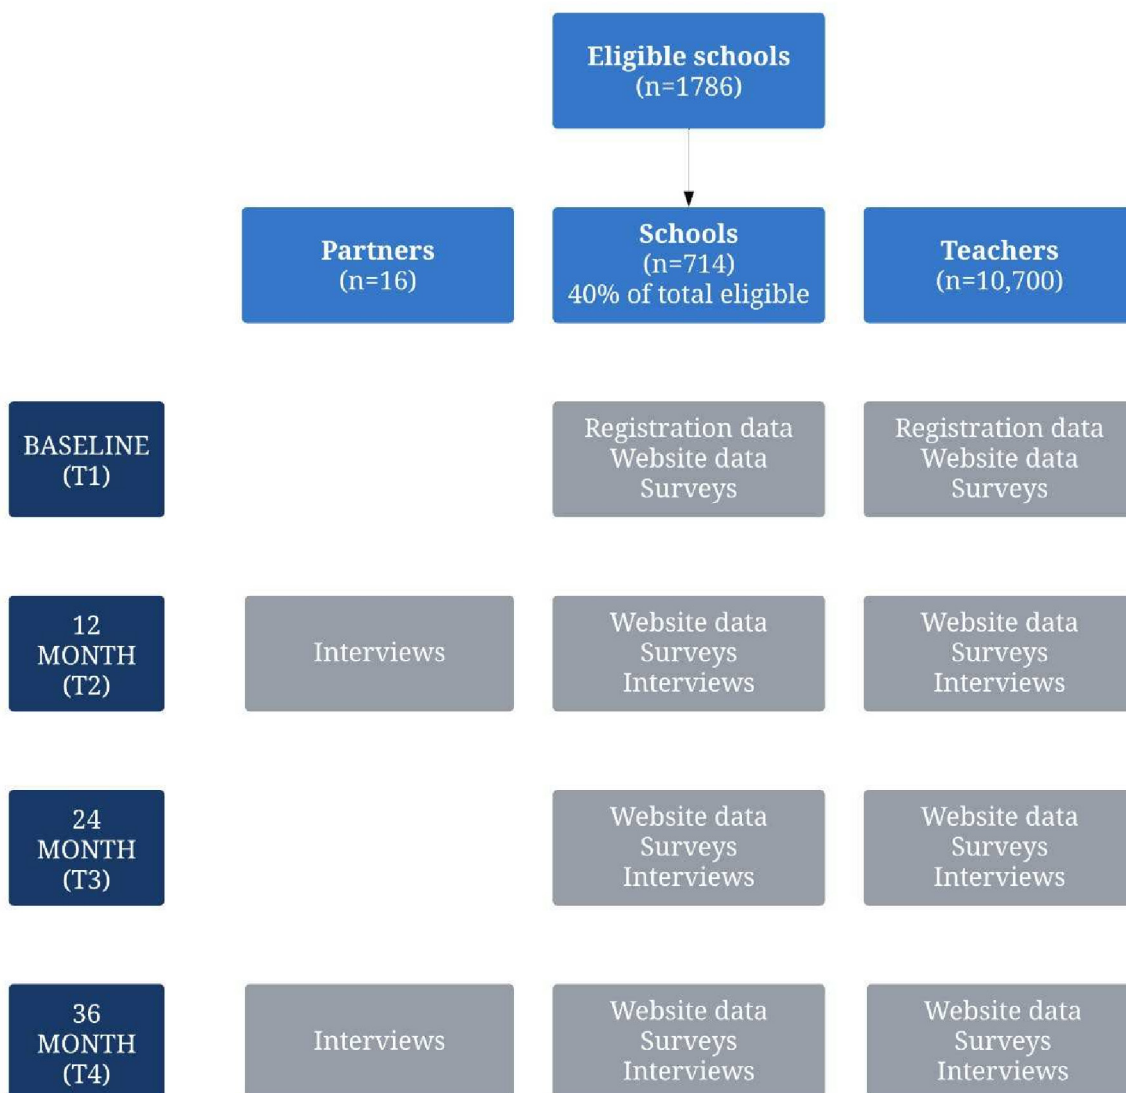 Eligible schools
(n=1786)
Partners
(n=16)
Schools
(n=714)
40% of total eligible
Teachers
(n=10,700)
BASELINE
(T1)
Registration data
Website data
Surveys
Registration data
Website data
Surveys
12
MONTH
(T2)
Interviews
Website data
Surveys
Interviews
Website data
Surveys
Interviews
24
MONTH
(T3)
Website data
Surveys
Interviews
Website data
Surveys
Interviews
36
MONTH
(T4)
Interviews
Website data
Surveys
Interviews
Website data
Surveys
Interviews